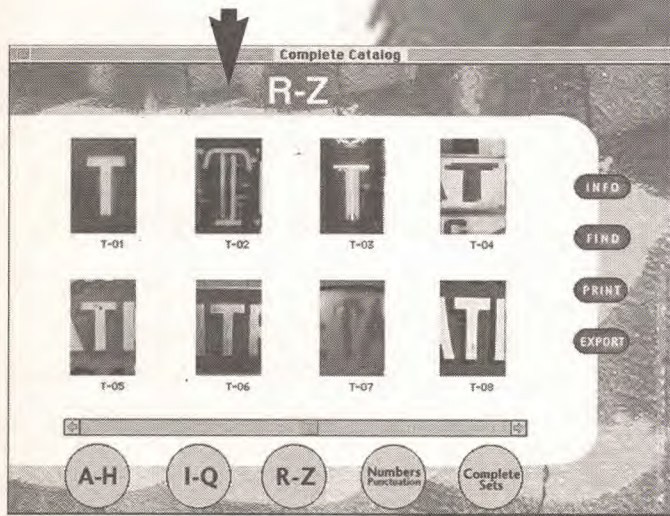 Complete Catalog
R-Z
T
T
T
AT
INFO
T-01
T-02
T-03
T-04
FIND
PRINT
ATI
ITF
T
ATI
EXPORT
T-05
T-06
T-07
T-08
A-H
I-Q
R-Z
Numbers
Punctuation
Complete
Sets